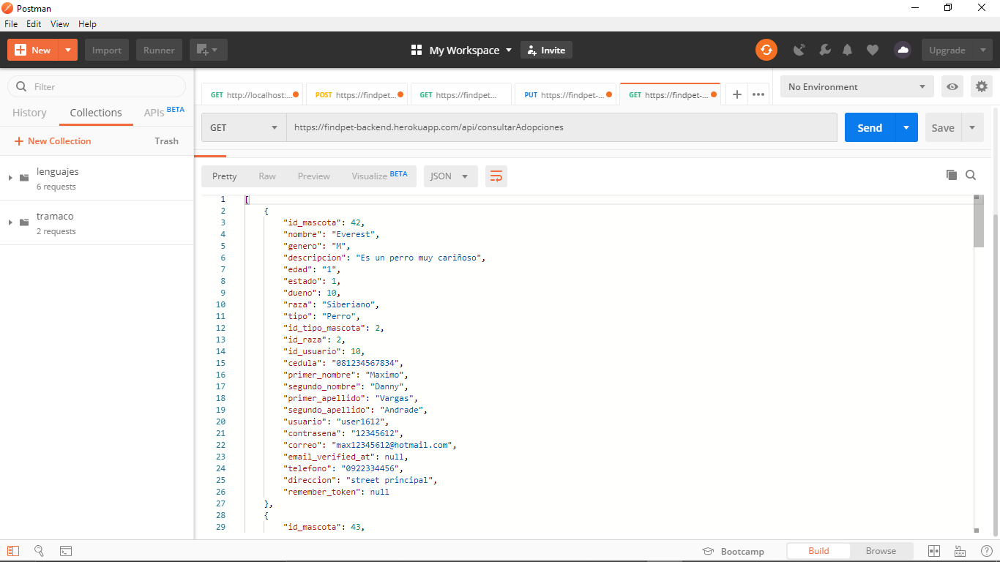 Postman
File Edit View Help
New Import Runner My Workspace Invite Upgrade
Filter
History Collections APIs BETA
New Collection Trash
lenguajes
6 requests
tramaco
2 requests
GET http://localhost:... POST https://findpet... GET https://findpet... PUT https://findpet-... GET https://findpet-... No Environment
GET https://findpet-backend.herokuapp.com/api/consultarAdopciones Send Save
Pretty Raw Preview Visualize BETA JSON
1 [
2 {
3 "id_mascota": 42,
4 "nombre": "Everest",
5 "genero": "M",
6 "descripcion": "Es un perro muy cariñoso",
7 "edad": "1",
8 "estado": 1,
9 "dueno": 10,
10 "raza": "Siberiano",
11 "tipo": "Perro",
12 "id_tipo_mascota": 2,
13 "id_raza": 2,
14 "id_usuario": 10,
15 "cedula": "081234567834",
16 "primer_nombre": "Maximo",
17 "segundo_nombre": "Danny",
18 "primer_apellido": "Vargas",
19 "segundo_apellido": "Andrade",
20 "usuario": "user1612",
21 "contrasena": "12345612",
22 "correo": "max12345612@hotmail.com",
23 "email_verified_at": null,
24 "telefono": "0922334456",
25 "direccion": "street principal",
26 "remember_token": null
27 },
28 {
29 "id_mascota": 43,
Bootcamp Build Browse